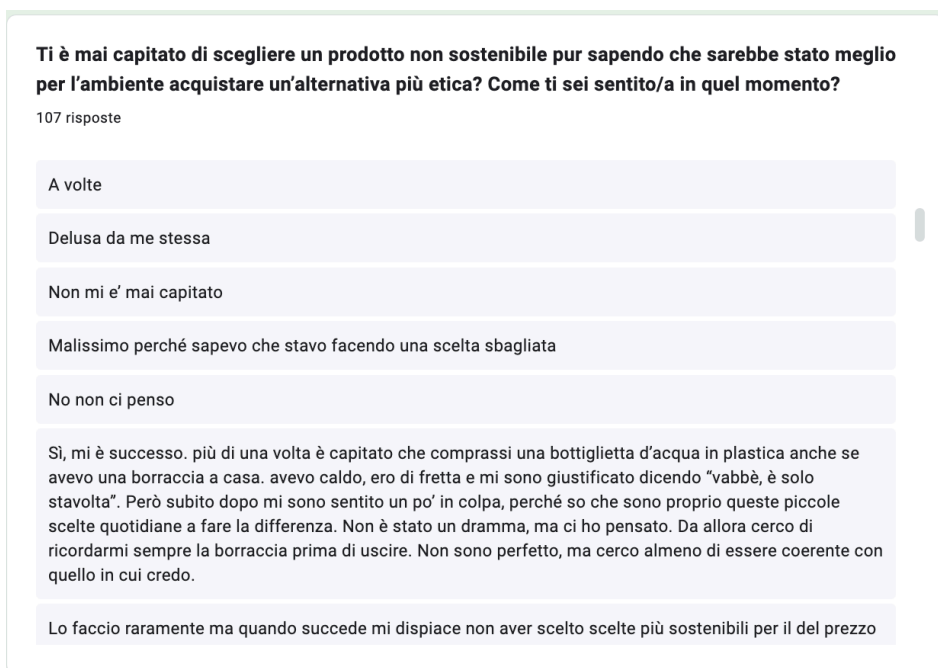 Ti è mai capitato di scegliere un prodotto non sostenibile pur sapendo che sarebbe stato meglio
per l’ambiente acquistare un’alternativa più etica? Come ti sei sentito/a in quel momento?
107 risposte
A volte
Delusa da me stessa
Non mi e’ mai capitato
Malissimo perché sapevo che stavo facendo una scelta sbagliata
No non ci penso
Sì, mi è successo. più di una volta è capitato che comprassi una bottiglietta d’acqua in plastica anche se
avevo una borraccia a casa. avevo caldo, ero di fretta e mi sono giustificato dicendo “vabbè, è solo
stavolta”. Però subito dopo mi sono sentito un po’ in colpa, perché so che sono proprio queste piccole
scelte quotidiane a fare la differenza. Non è stato un dramma, ma ci ho pensato. Da allora cerco di
ricordarmi sempre la borraccia prima di uscire. Non sono perfetto, ma cerco almeno di essere coerente con
quello in cui credo.
Lo faccio raramente ma quando succede mi dispiace non aver scelto scelte più sostenibili per il del prezzo